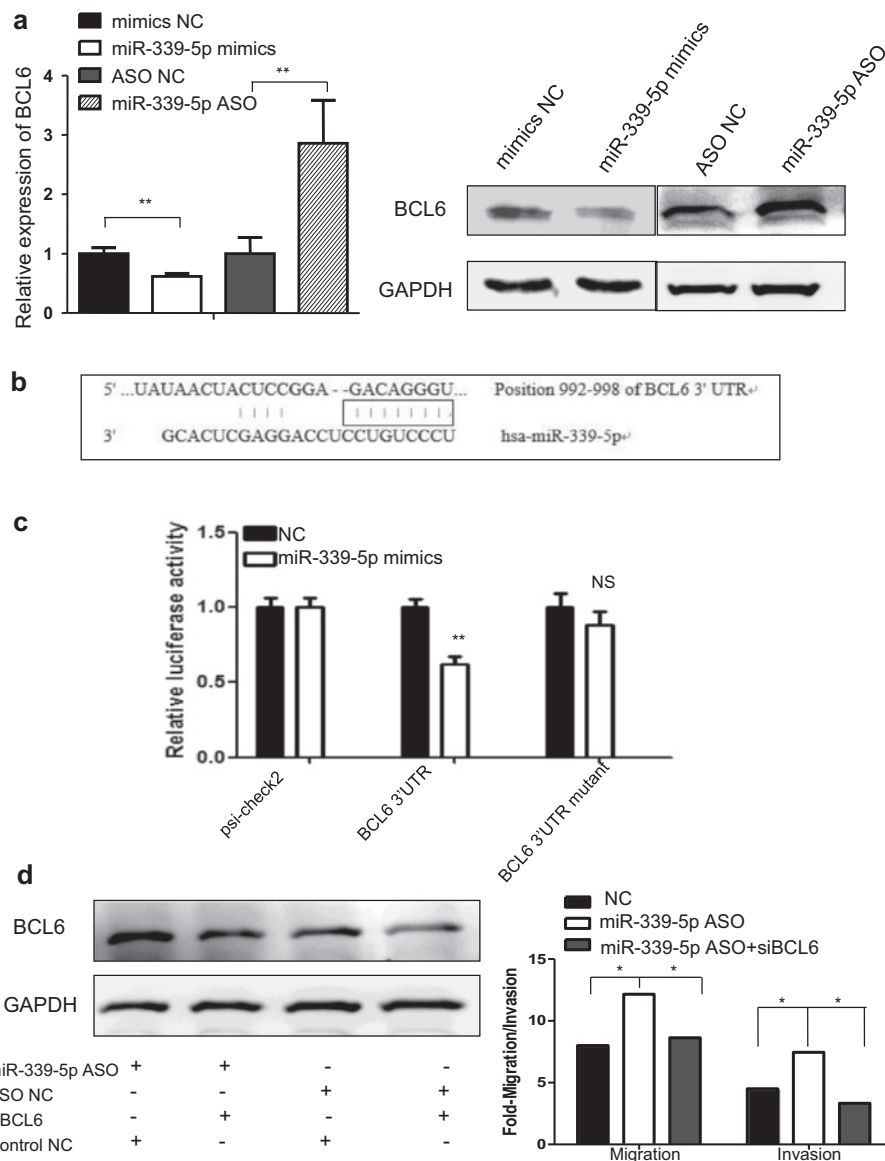 a
mimics NC
miR-339-5p mimics
ASO NC
miR-339-5p ASO
Relative expression of BCL6
4
3
2
1
0
**
**
mimics NC
miR-339-5p mimics
ASO NC
miR-339-5p ASO
BCL6
GAPDH
b
5' ...UAUAACUACUCCGGA - -GACAGGGU... Position 992-998 of BCL6 3' UTR↵
3' GCACUCGAGGACCUCCUGUCCCU hsa-miR-339-5p↵
c
NC
miR-339-5p mimics
Relative luciferase activity
1.5
1.0
0.5
0.0
**
NS
psi-check2
BCL6 3'UTR
BCL6 3'UTR mutant
d
BCL6
GAPDH
miR-339-5p ASO + + - -
ASO NC - - + +
BCL6 - + - +
ontrol NC + - + -
NC
miR-339-5p ASO
miR-339-5p ASO+siBCL6
Fold-Migration/Invasion
15
10
5
0
* *
* *
Migration Invasion